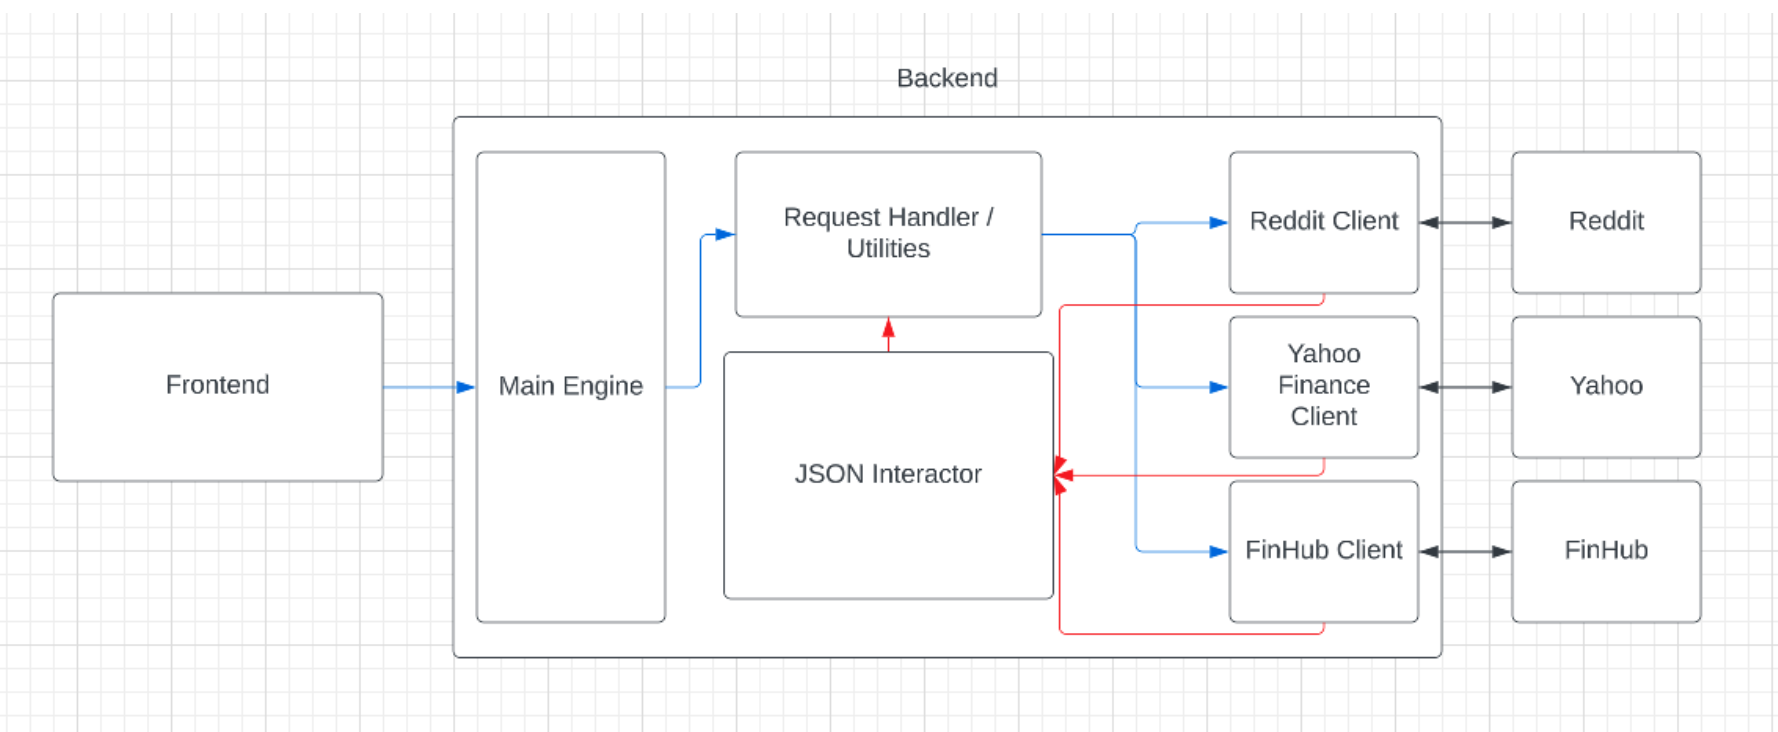 Backend
Frontend
Main Engine
Request Handler /
Utilities
JSON Interactor
Reddit Client
Yahoo
Finance
Client
FinHub Client
Reddit
Yahoo
FinHub